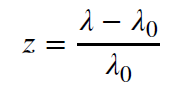 z = (λ − λ₀) / λ₀